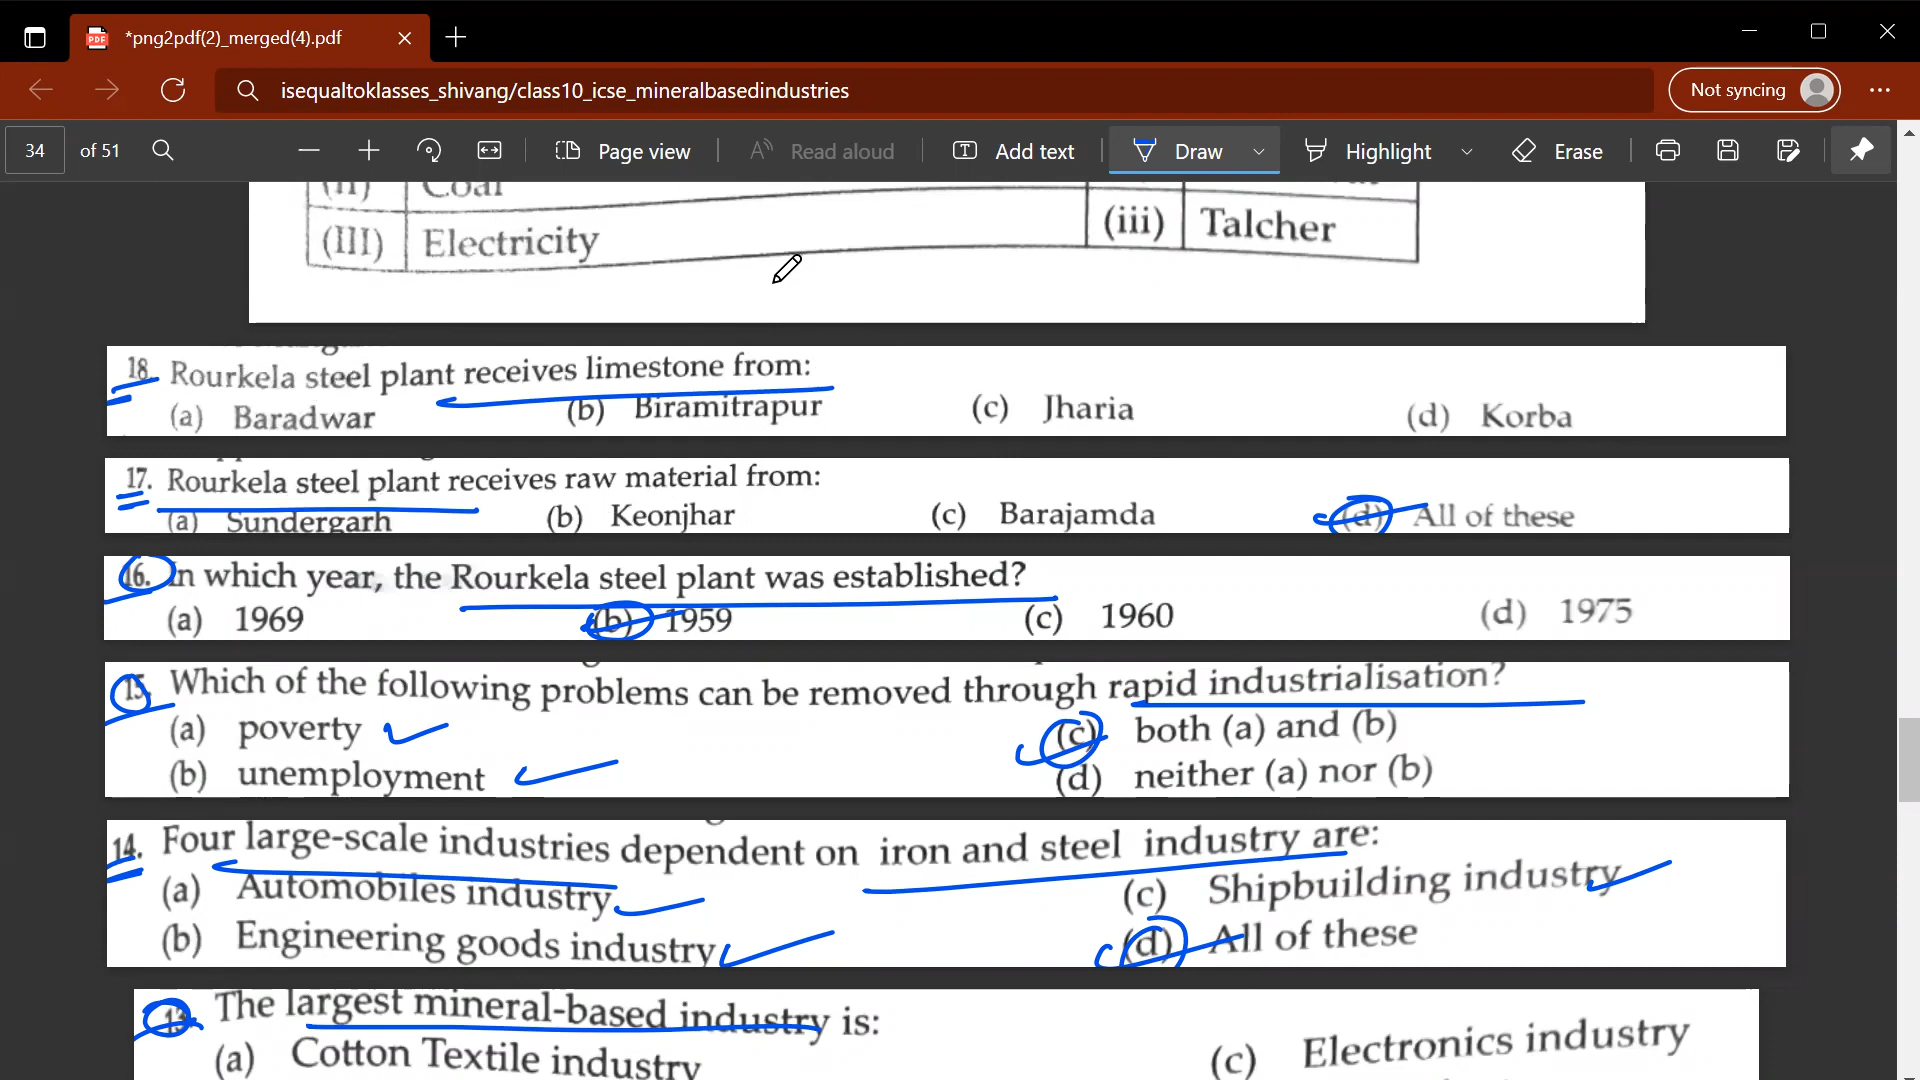 *png2pdf(2)_merged(4).pdf
isequaltoklasses_shivang/class10_icse_mineralbasedindustries
Not syncing
34 of 51
Page view
Read aloud
Add text
Draw
Highlight
Erase
(II) Coal
(III) Electricity (iii) Talcher
18. Rourkela steel plant receives limestone from:
(a) Baradwar (b) Biramitrapur (c) Jharia (d) Korba
17. Rourkela steel plant receives raw material from:
(a) Sundergarh (b) Keonjhar (c) Barajamda (d) All of these
16. In which year, the Rourkela steel plant was established?
(a) 1969 (b) 1959 (c) 1960 (d) 1975
15. Which of the following problems can be removed through rapid industrialisation?
(a) poverty (c) both (a) and (b)
(b) unemployment (d) neither (a) nor (b)
14. Four large-scale industries dependent on iron and steel industry are:
(a) Automobiles industry (c) Shipbuilding industry
(b) Engineering goods industry (d) All of these
13. The largest mineral-based industry is:
(a) Cotton Textile industry (c) Electronics industry